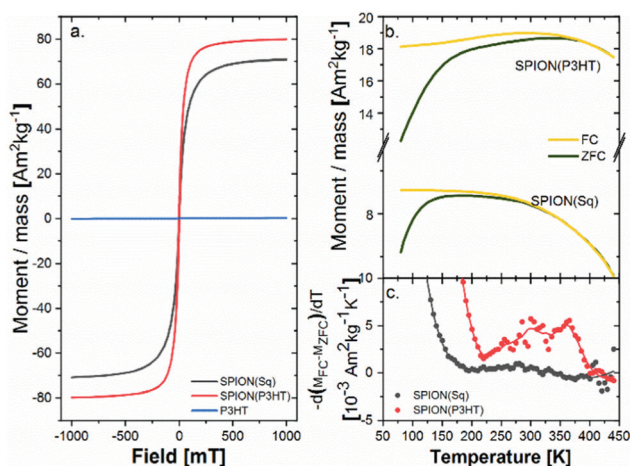 a.
Moment / mass [Am²kg⁻¹]
80
60
40
20
0
-20
-40
-60
-80
SPION(Sq)
SPION(P3HT)
P3HT
-1000 -500 0 500 1000
Field [mT]
b.
Moment / mass [Am²kg⁻¹]
20
18
16
14
8
10
SPION(P3HT)
FC
ZFC
SPION(Sq)
c.
-d(M_FC-M_ZFC)/dT
[10⁻³ Am²kg⁻¹K⁻¹]
10
5
0
-5
SPION(Sq)
SPION(P3HT)
50 100 150 200 250 300 350 400 450
Temperature [K]